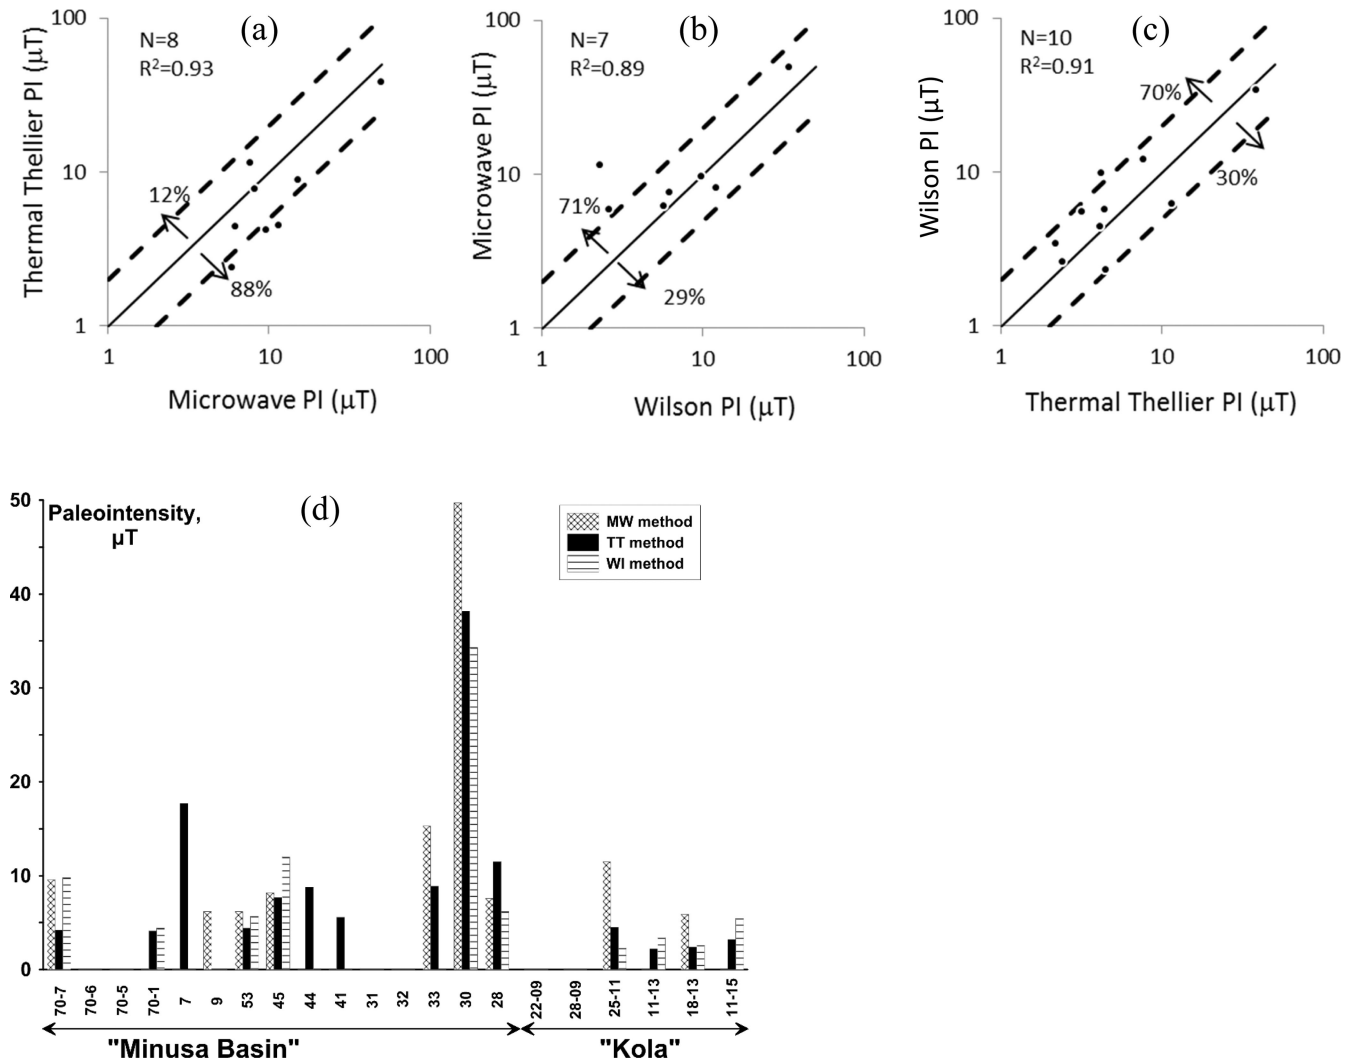 (a)
N=8
R²=0.93
12%
88%
100
10
1
1
10
100
Thermal Thellier PI (µT)
Microwave PI (µT)
(b)
N=7
R²=0.89
71%
29%
100
10
1
1
10
100
Microwave PI (µT)
Wilson PI (µT)
(c)
N=10
R²=0.91
70%
30%
100
10
1
1
10
100
Wilson PI (µT)
Thermal Thellier PI (µT)
(d)
Paleointensity,
µT
MW method
TT method
WI method
50
40
30
20
10
0
70-7
70-6
70-5
70-1
7
9
53
45
44
41
31
32
33
30
28
22-09
28-09
25-11
11-13
18-13
11-15
"Minusa Basin"
"Kola"